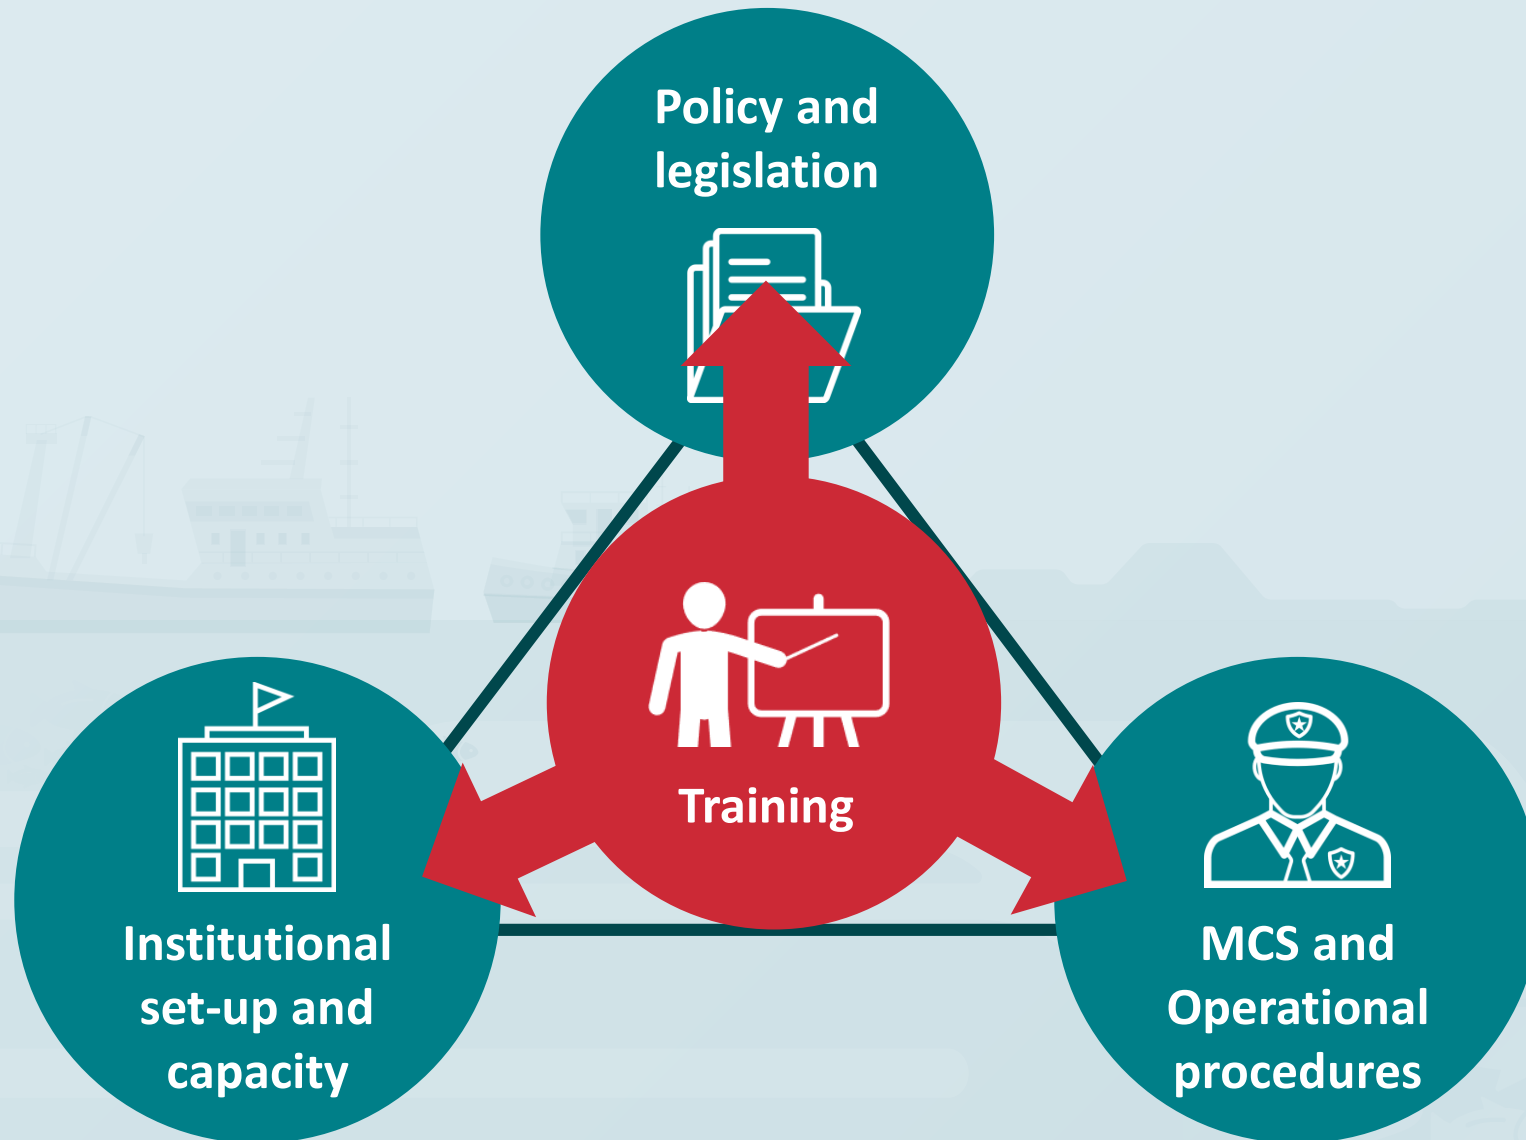 Policy and
legislation
Training
Institutional
set-up and
capacity
MCS and
Operational
procedures